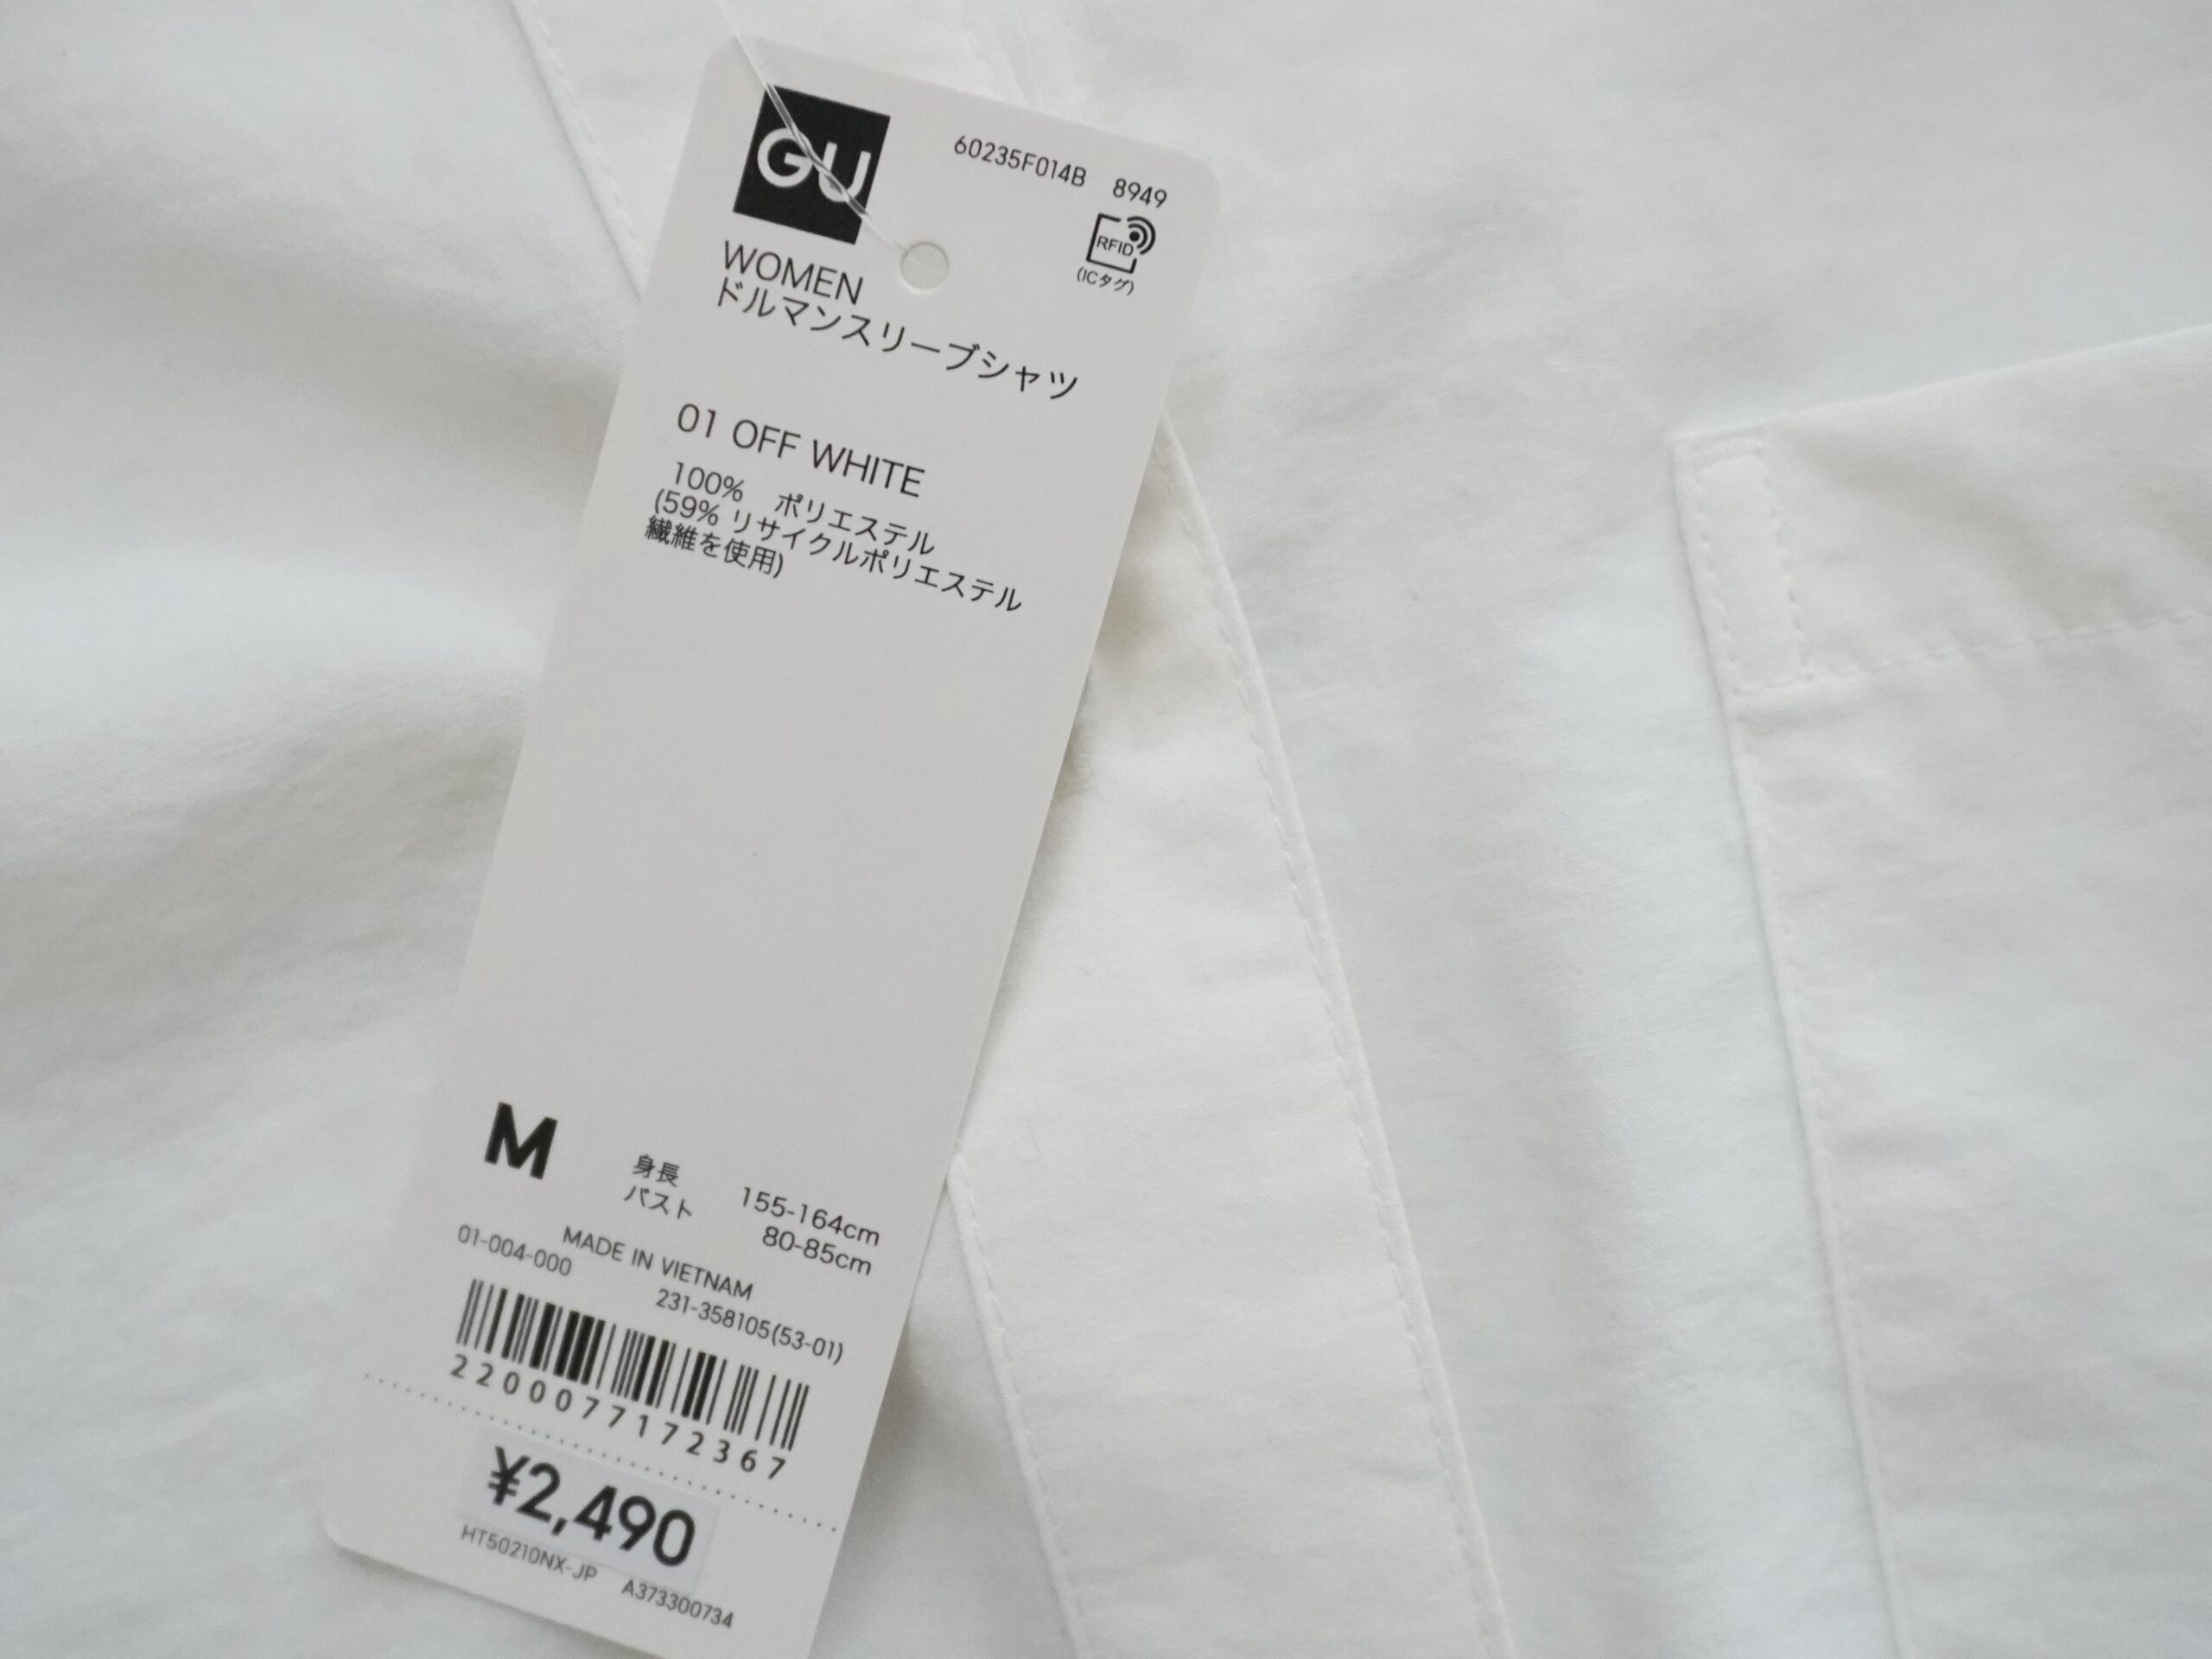 GU
60235F014B 8949
RFID
(ICタグ)
WOMEN
ドルマンスリーブシャツ
01 OFF WHITE
100% ポリエステル
(59% リサイクルポリエステル
繊維を使用)
M
身長 155-164cm
バスト 80-85cm
MADE IN VIETNAM
01-004-000 231-358105(53-01)
2200077172367
¥2,490
HT50210NX-JP A373300734